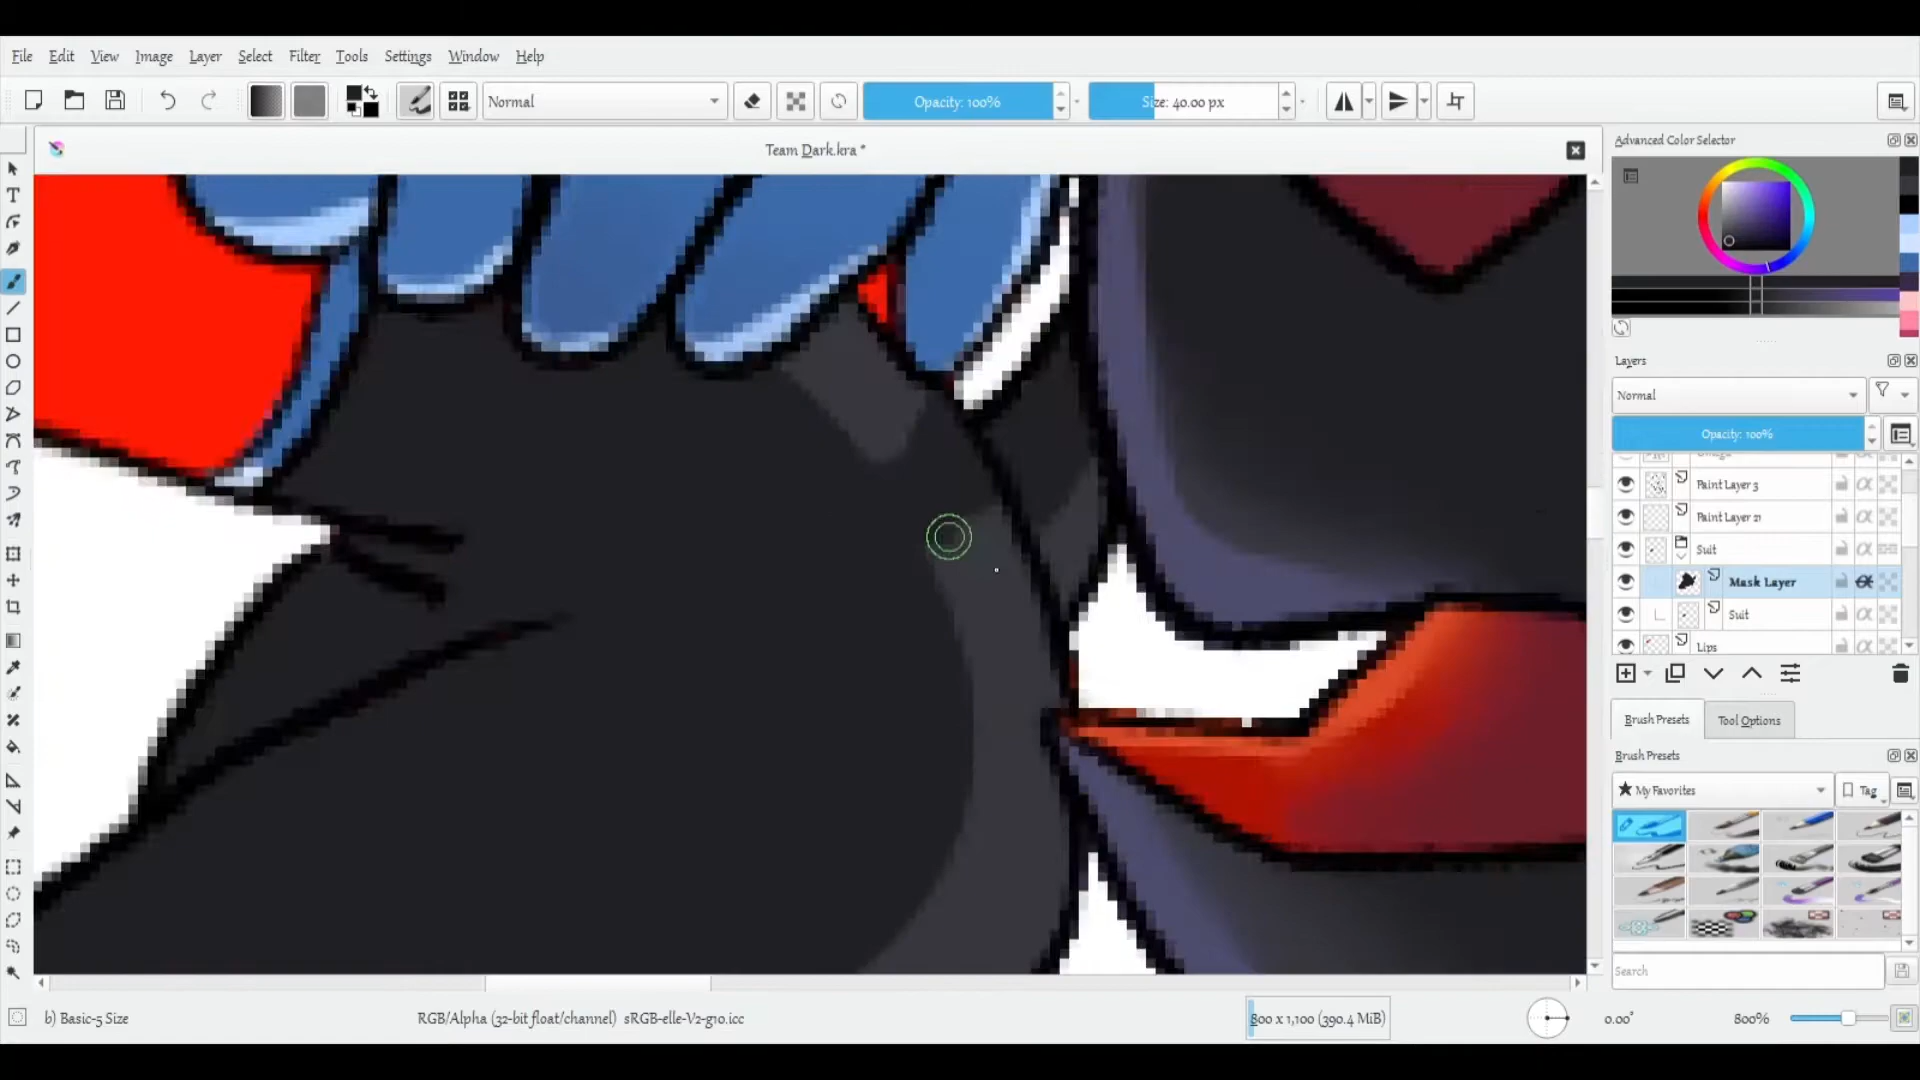 File Edit View Image Layer Select Filter Tools Settings Window Help
Normal Opacity: 100% Size: 40.00 px
Team Dark.kra *
Advanced Color Selector
Layers
Normal
Opacity: 100%
Paint Layer 3
Paint Layer 21
Suit
Mask Layer
Suit
Lips
Brush Presets Tool Options
Brush Presets
★ My Favorites Tag
Search
b) Basic-5 Size RGB/Alpha (32-bit float/channel) sRGB-elle-V2-g10.icc 800 x 1,100 (390.4 MiB) 0.00° 800%